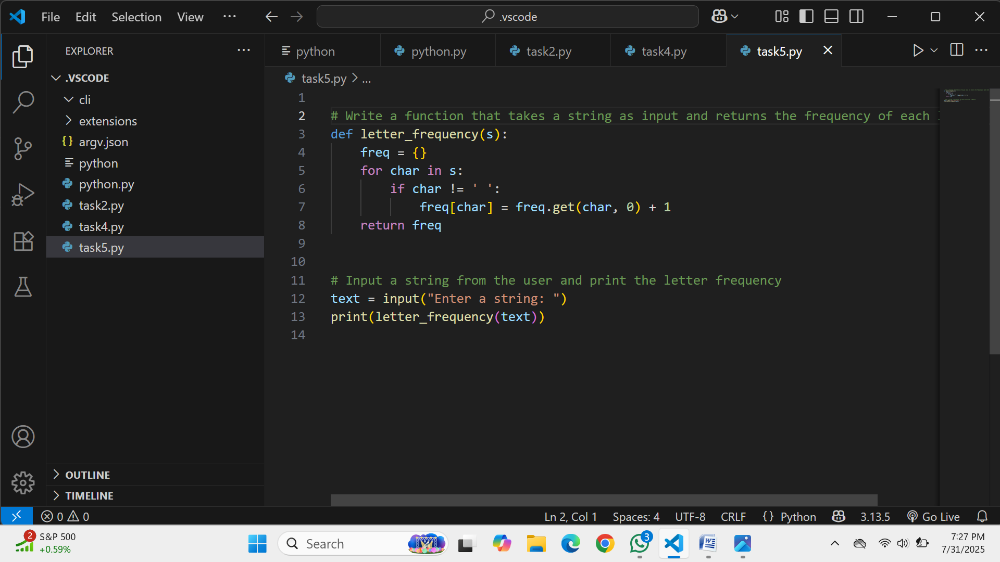 File Edit Selection View ··· .vscode
EXPLORER ···
python python.py task2.py task4.py task5.py ···
task5.py > ...
.VSCODE
cli
extensions
{} argv.json
python
python.py
task2.py
task4.py
task5.py
OUTLINE
TIMELINE
1
2 # Write a function that takes a string as input and returns the frequency of each
3 def letter_frequency(s):
4 freq = {}
5 for char in s:
6 if char != ' ':
7 freq[char] = freq.get(char, 0) + 1
8 return freq
9
10
11 # Input a string from the user and print the letter frequency
12 text = input("Enter a string: ")
13 print(letter_frequency(text))
14
0 0 Ln 2, Col 1 Spaces: 4 UTF-8 CRLF {} Python 3.13.5 Go Live
2 S&P 500
+0.59%
Search
3
7:27 PM
7/31/2025